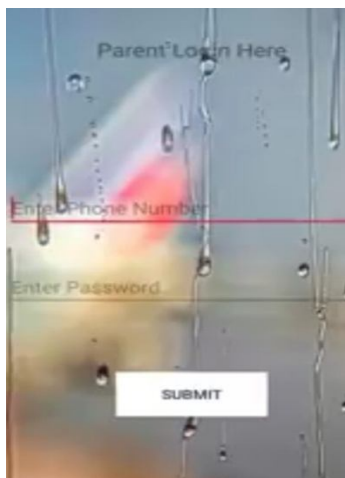 Parent Login Here
Enter Phone Number
Enter Password
SUBMIT